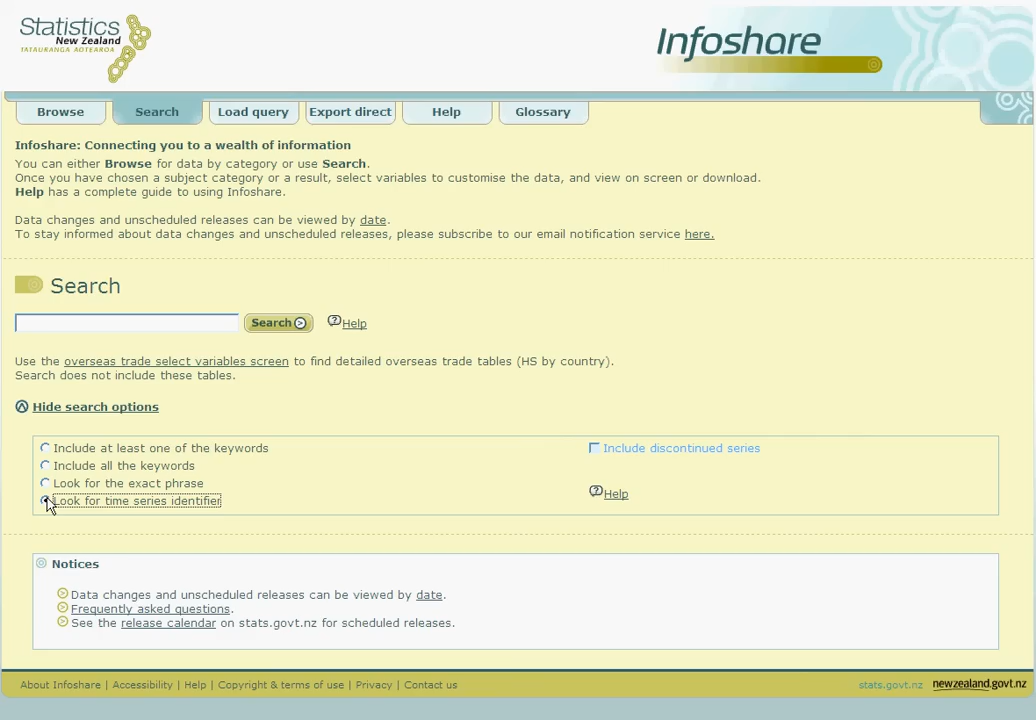 Statistics
New Zealand
TATAURANGA AOTEAROA
Infoshare
Browse
Search
Load query
Export direct
Help
Glossary
Infoshare: Connecting you to a wealth of information
You can either Browse for data by category or use Search.
Once you have chosen a subject category or a result, select variables to customise the data, and view on screen or download.
Help has a complete guide to using Infoshare.
Data changes and unscheduled releases can be viewed by date.
To stay informed about data changes and unscheduled releases, please subscribe to our email notification service here.
Search
Search
Help
Use the overseas trade select variables screen to find detailed overseas trade tables (HS by country).
Search does not include these tables.
Hide search options
Include at least one of the keywords
Include discontinued series
Include all the keywords
Look for the exact phrase
Help
Look for time series identifier
Notices
Data changes and unscheduled releases can be viewed by date.
Frequently asked questions.
See the release calendar on stats.govt.nz for scheduled releases.
About Infoshare | Accessibility | Help | Copyright & terms of use | Privacy | Contact us
stats.govt.nz
newzealand.govt.nz